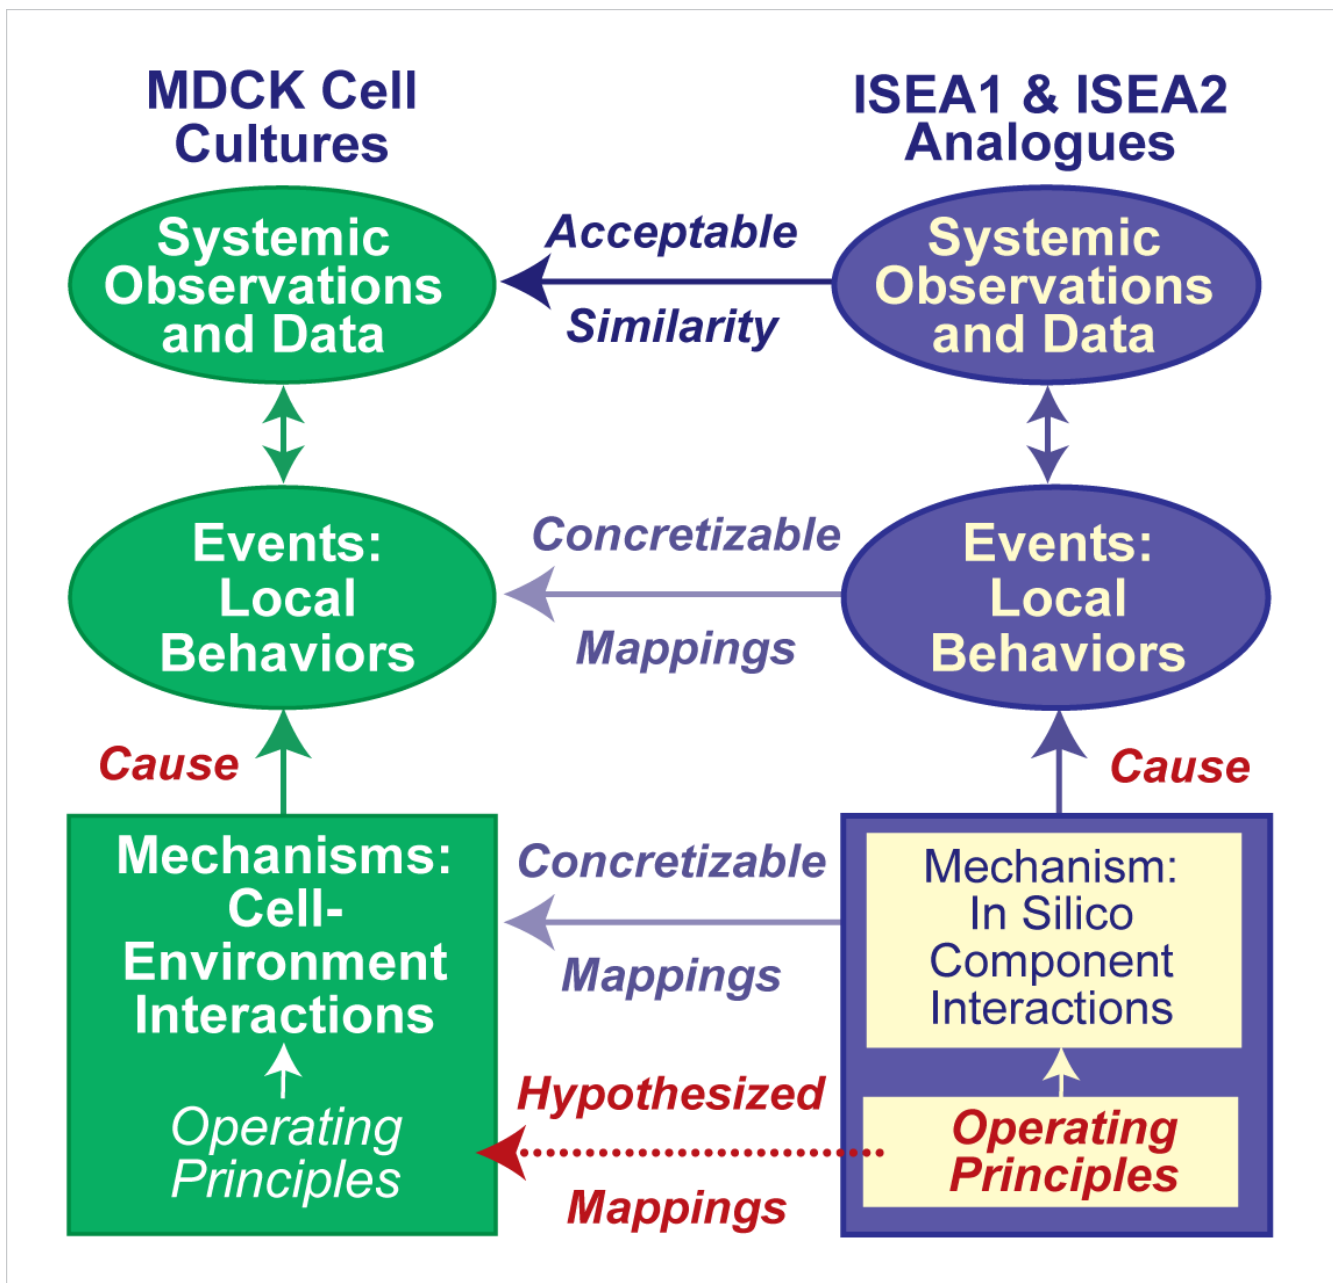 MDCK Cell
Cultures
ISEA1 & ISEA2
Analogues
Systemic
Observations
and Data
Acceptable
Similarity
Systemic
Observations
and Data
Events:
Local
Behaviors
Concretizable
Mappings
Events:
Local
Behaviors
Cause
Cause
Mechanisms:
Cell-
Environment
Interactions
Concretizable
Mappings
Mechanism:
In Silico
Component
Interactions
Operating
Principles
Hypothesized
Mappings
Operating
Principles